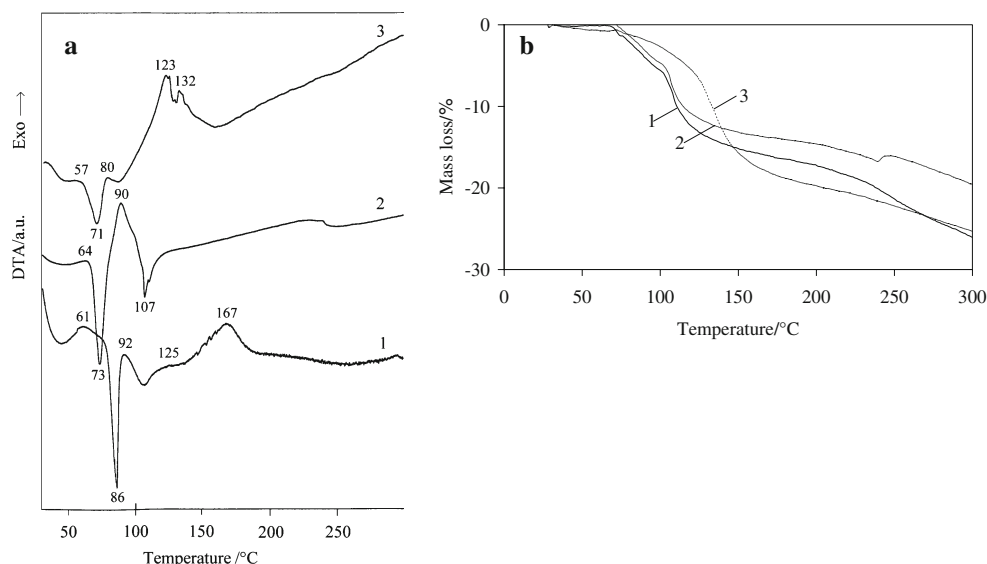 a
3
123
132
57
80
71
90
2
64
73
107
61
92
125
167
1
86
Exo →
DTA/a.u.
50 100 150 200 250
Temperature /°C
b
0
-10
-20
-30
Mass loss/%
1
2
3
0 50 100 150 200 250 300
Temperature/°C